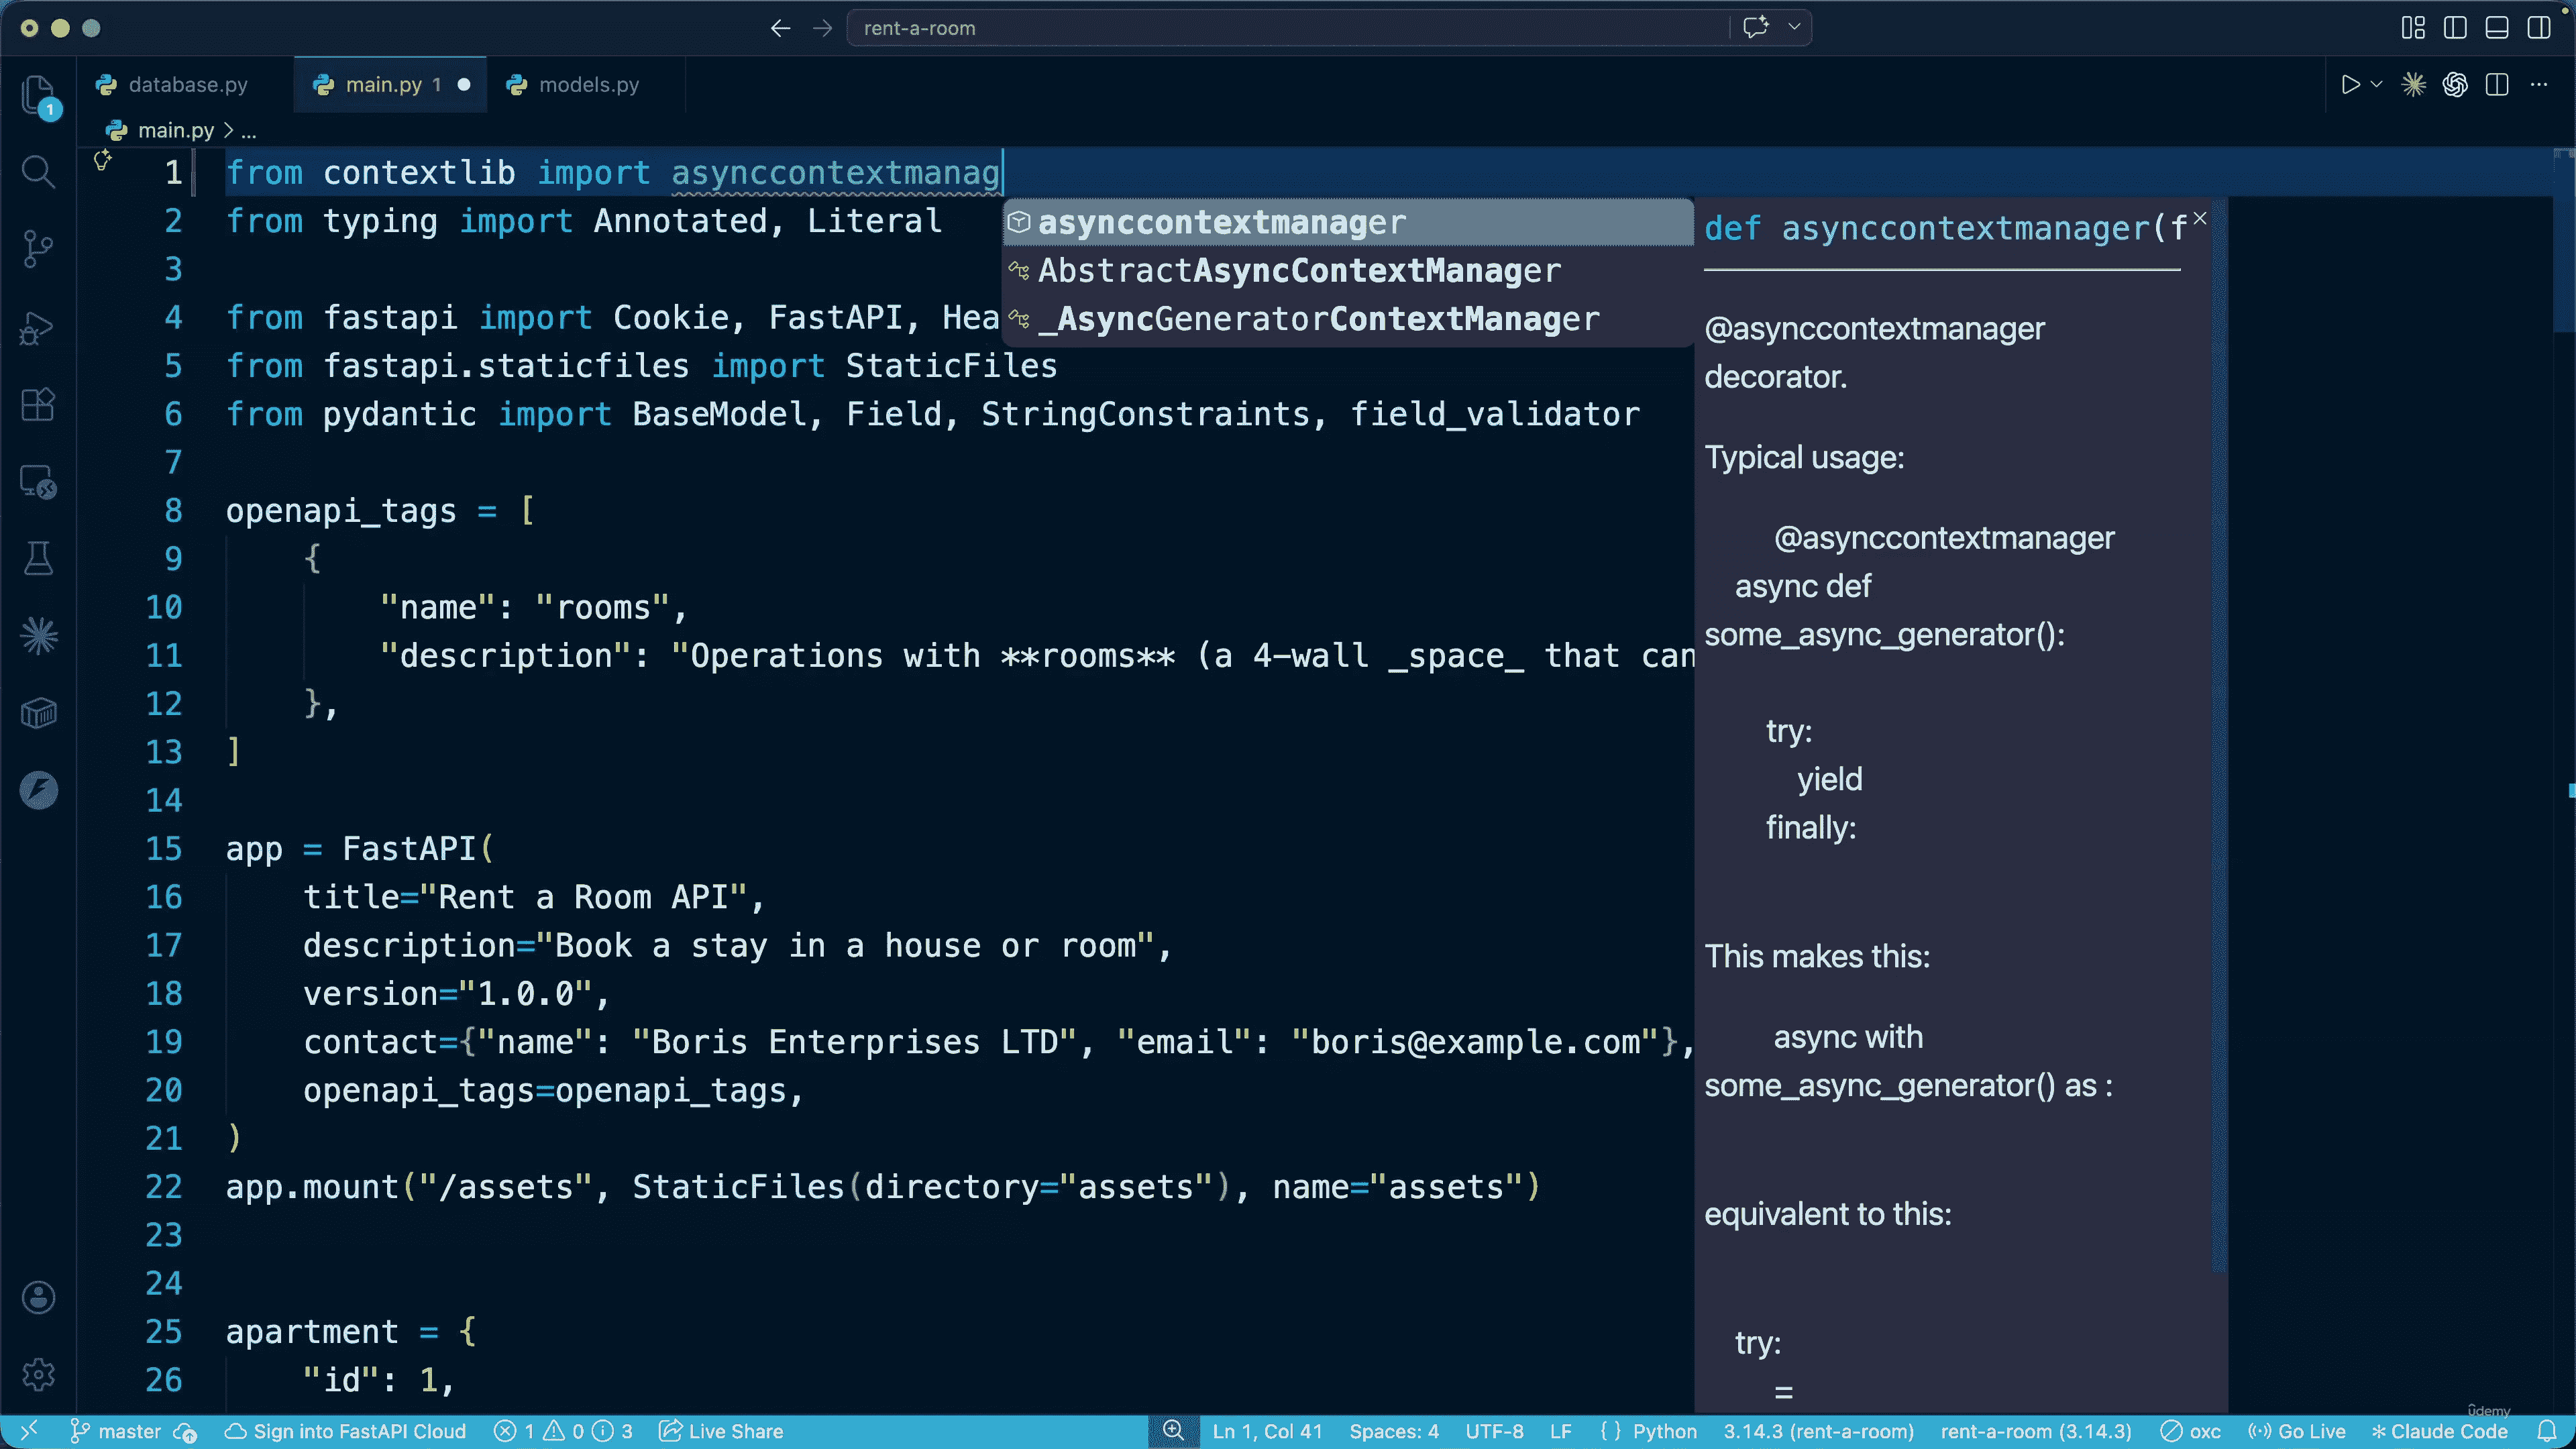 rent-a-room
database.py
main.py 1
models.py
1
main.py > ...
1 from contextlib import asynccontextmanag
2 from typing import Annotated, Literal
3
4 from fastapi import Cookie, FastAPI, Hea
5 from fastapi.staticfiles import StaticFiles
6 from pydantic import BaseModel, Field, StringConstraints, field_validator
7
8 openapi_tags = [
9 {
10 "name": "rooms",
11 "description": "Operations with **rooms** (a 4-wall _space_ that can
12 },
13 ]
14
15 app = FastAPI(
16 title="Rent a Room API",
17 description="Book a stay in a house or room",
18 version="1.0.0",
19 contact={"name": "Boris Enterprises LTD", "email": "boris@example.com"},
20 openapi_tags=openapi_tags,
21 )
22 app.mount("/assets", StaticFiles(directory="assets"), name="assets")
23
24
25 apartment = {
26 "id": 1,
asynccontextmanager
AbstractAsyncContextManager
_AsyncGeneratorContextManager
def asynccontextmanager(f
@asynccontextmanager
decorator.
Typical usage:
@asynccontextmanager
async def
some_async_generator():
try:
yield
finally:
This makes this:
async with
some_async_generator() as :
equivalent to this:
try:
=
ûdemy
master
Sign into FastAPI Cloud
1 0 3
Live Share
Ln 1, Col 41
Spaces: 4
UTF-8
LF
{ } Python
3.14.3 (rent-a-room)
rent-a-room (3.14.3)
oxc
Go Live
Claude Code